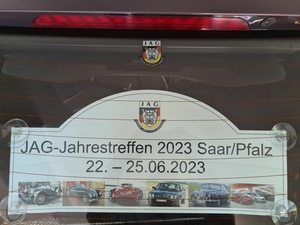 JAG
JAG
JAG-Jahrestreffen 2023 Saar/Pfalz
22. – 25.06.2023